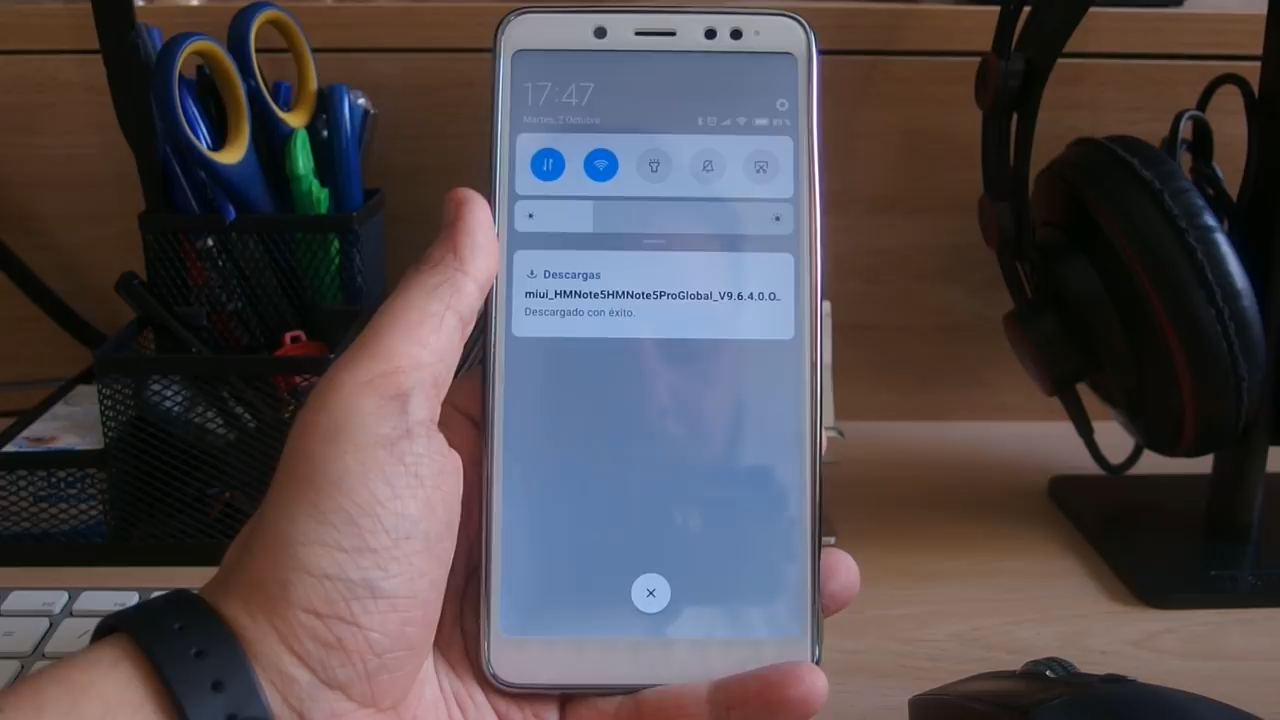 17:47
Martes, 2 Octubre
Descargas
miui_HMNote5HMNote5ProGlobal_V9.6.4.0.O..
Descargado con éxito.